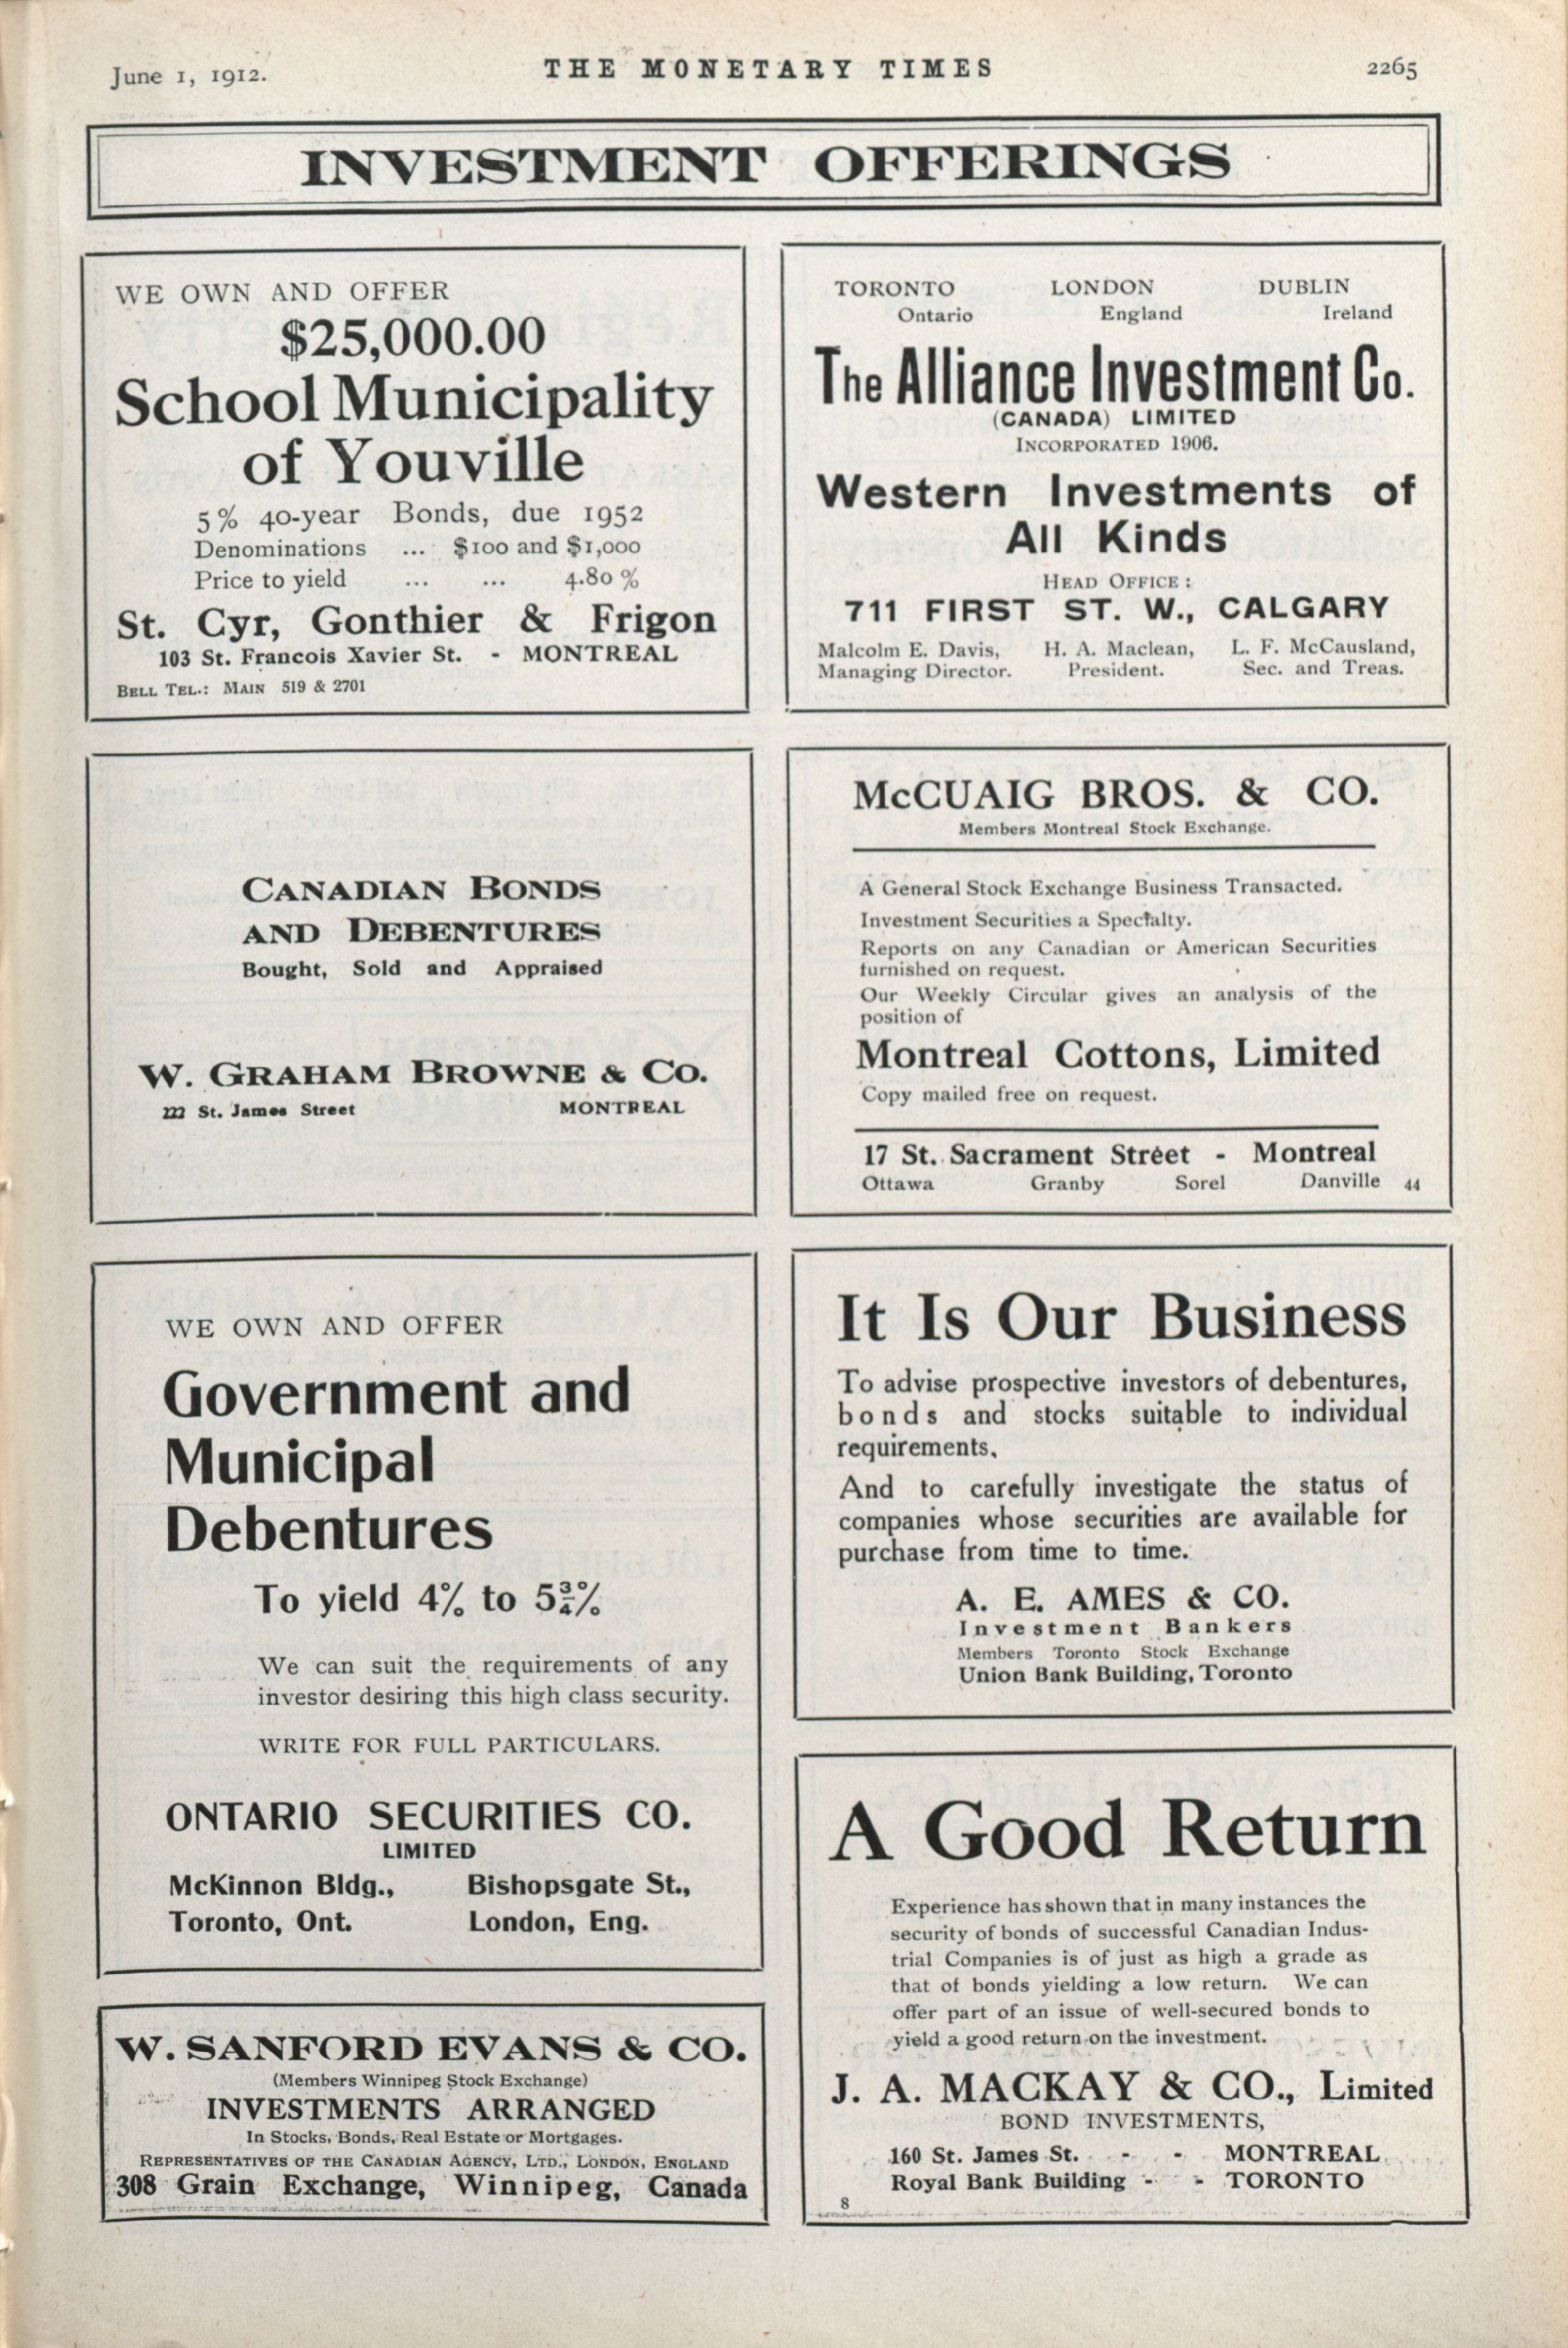 June 1, 1912.
THE MONETARY TIMES
2265
INVESTMENT OFFERINGS
WE OWN AND OFFER
$25,000.00
School Municipality
of Youville
5% 40-year Bonds, due 1952
Denominations ... $100 and $1,000
Price to yield ... ... 4.80 %
St. Cyr, Gonthier & Frigon
103 St. Francois Xavier St. - MONTREAL
BELL TEL.: MAIN 519 & 2701
TORONTO LONDON DUBLIN
Ontario England Ireland
The Alliance Investment Co.
(CANADA) LIMITED
INCORPORATED 1906.
Western Investments of
All Kinds
HEAD OFFICE:
711 FIRST ST. W., CALGARY
Malcolm E. Davis, H. A. Maclean, L. F. McCausland,
Managing Director. President. Sec. and Treas.
CANADIAN BONDS
AND DEBENTURES
Bought, Sold and Appraised
W. GRAHAM BROWNE & CO.
222 St. James Street MONTREAL
McCUAIG BROS. & CO.
Members Montreal Stock Exchange.
A General Stock Exchange Business Transacted.
Investment Securities a Specialty.
Reports on any Canadian or American Securities
furnished on request.
Our Weekly Circular gives an analysis of the
position of
Montreal Cottons, Limited
Copy mailed free on request.
17 St. Sacrament Street - Montreal
Ottawa Granby Sorel Danville 44
WE OWN AND OFFER
Government and
Municipal
Debentures
To yield 4% to 5¾%
We can suit the requirements of any
investor desiring this high class security.
WRITE FOR FULL PARTICULARS.
ONTARIO SECURITIES CO.
LIMITED
McKinnon Bldg., Bishopsgate St.,
Toronto, Ont. London, Eng.
It Is Our Business
To advise prospective investors of debentures,
bonds and stocks suitable to individual
requirements.
And to carefully investigate the status of
companies whose securities are available for
purchase from time to time.
A. E. AMES & CO.
Investment Bankers
Members Toronto Stock Exchange
Union Bank Building, Toronto
W. SANFORD EVANS & CO.
(Members Winnipeg Stock Exchange)
INVESTMENTS ARRANGED
In Stocks, Bonds, Real Estate or Mortgages.
REPRESENTATIVES OF THE CANADIAN AGENCY, LTD., LONDON, ENGLAND
308 Grain Exchange, Winnipeg, Canada
A Good Return
Experience has shown that in many instances the
security of bonds of successful Canadian Indus-
trial Companies is of just as high a grade as
that of bonds yielding a low return. We can
offer part of an issue of well-secured bonds to
yield a good return on the investment.
J. A. MACKAY & CO., Limited
BOND INVESTMENTS,
160 St. James St. - - MONTREAL
Royal Bank Building - - TORONTO
8